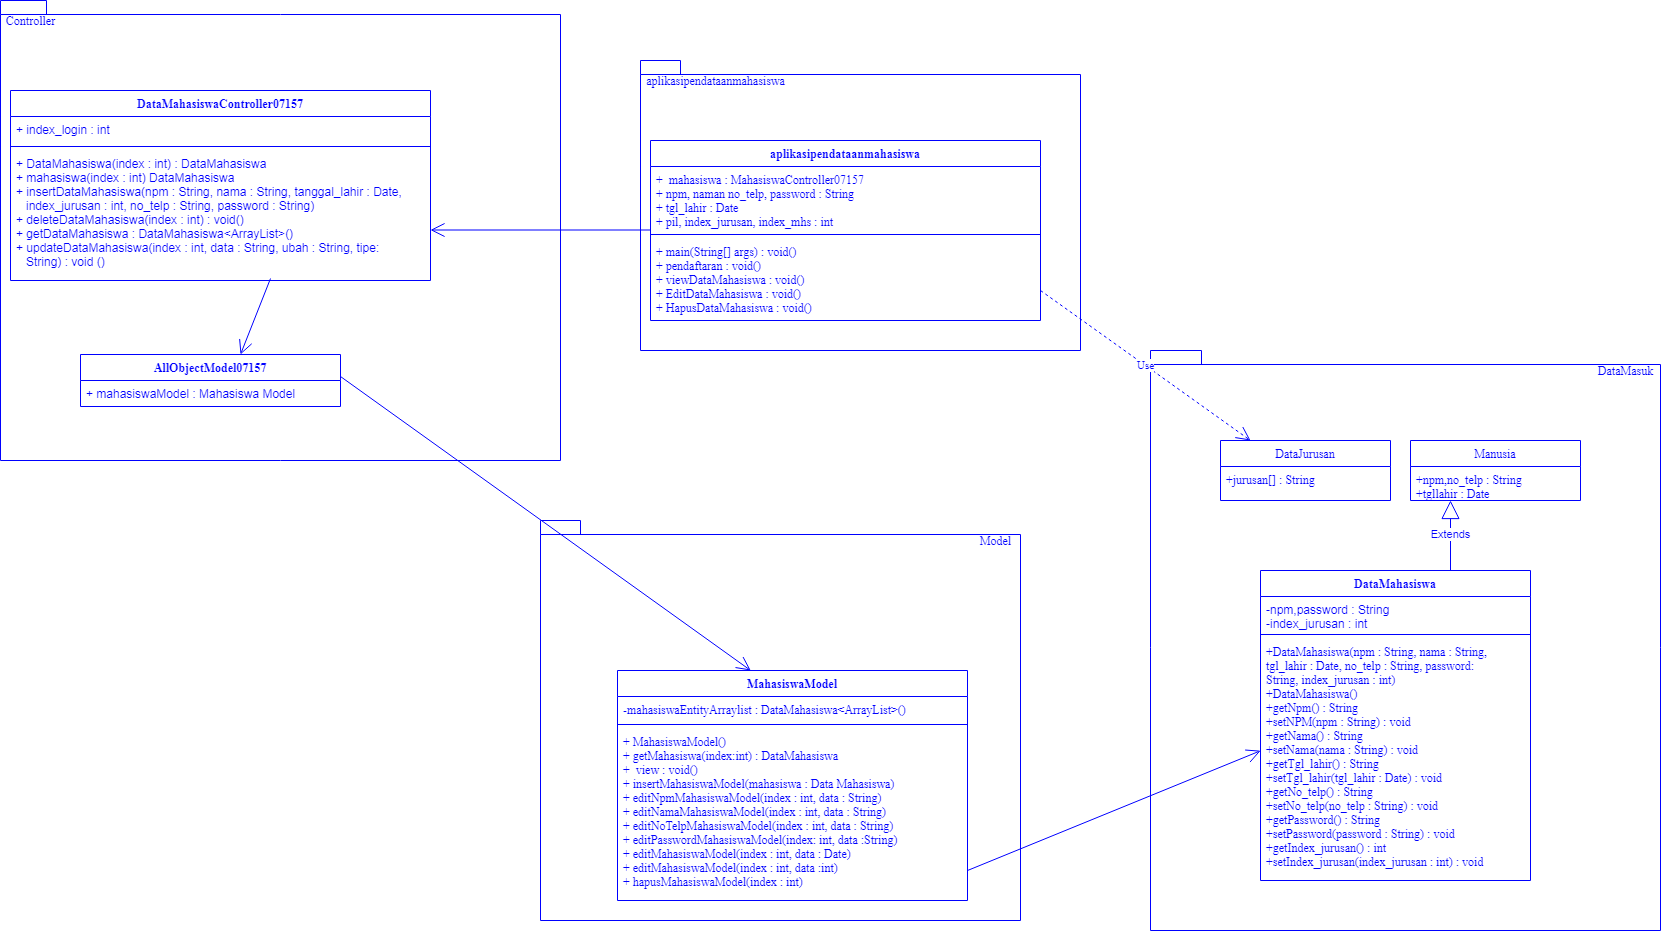 Controller
DataMahasiswaController07157
+ index_login : int
+ DataMahasiswa(index : int) : DataMahasiswa
+ mahasiswa(index : int) DataMahasiswa
+ insertDataMahasiswa(npm : String, nama : String, tanggal_lahir : Date,
index_jurusan : int, no_telp : String, password : String)
+ deleteDataMahasiswa(index : int) : void()
+ getDataMahasiswa : DataMahasiswa<ArrayList>()
+ updateDataMahasiswa(index : int, data : String, ubah : String, tipe:
String) : void ()
AllObjectModel07157
+ mahasiswaModel : Mahasiswa Model
aplikasipendataanmahasiswa
aplikasipendataanmahasiswa
+ mahasiswa : MahasiswaController07157
+ npm, naman no_telp, password : String
+ tgl_lahir : Date
+ pil, index_jurusan, index_mhs : int
+ main(String[] args) : void()
+ pendaftaran : void()
+ viewDataMahasiswa : void()
+ EditDataMahasiswa : void()
+ HapusDataMahasiswa : void()
Use
DataMasuk
DataJurusan
+jurusan[] : String
Manusia
+npm,no_telp : String
+tgllahir : Date
Extends
DataMahasiswa
-npm,password : String
-index_jurusan : int
+DataMahasiswa(npm : String, nama : String,
tgl_lahir : Date, no_telp : String, password:
String, index_jurusan : int)
+DataMahasiswa()
+getNpm() : String
+setNPM(npm : String) : void
+getNama() : String
+setNama(nama : String) : void
+getTgl_lahir() : String
+setTgl_lahir(tgl_lahir : Date) : void
+getNo_telp() : String
+setNo_telp(no_telp : String) : void
+getPassword() : String
+setPassword(password : String) : void
+getIndex_jurusan() : int
+setIndex_jurusan(index_jurusan : int) : void
Model
MahasiswaModel
-mahasiswaEntityArraylist : DataMahasiswa<ArrayList>()
+ MahasiswaModel()
+ getMahasiswa(index:int) : DataMahasiswa
+ view : void()
+ insertMahasiswaModel(mahasiswa : Data Mahasiswa)
+ editNpmMahasiswaModel(index : int, data : String)
+ editNamaMahasiswaModel(index : int, data : String)
+ editNoTelpMahasiswaModel(index : int, data : String)
+ editPasswordMahasiswaModel(index: int, data :String)
+ editMahasiswaModel(index : int, data : Date)
+ editMahasiswaModel(index : int, data :int)
+ hapusMahasiswaModel(index : int)